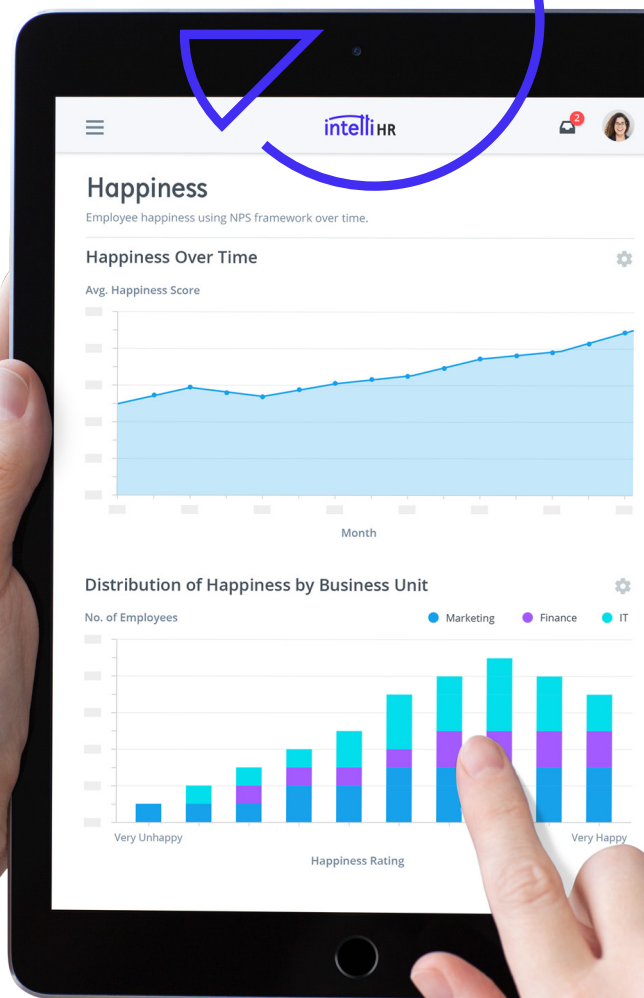 intelliHR
2
Happiness
Employee happiness using NPS framework over time.
Happiness Over Time
Avg. Happiness Score
Month
Distribution of Happiness by Business Unit
No. of Employees
Marketing Finance IT
Very Unhappy Very Happy
Happiness Rating